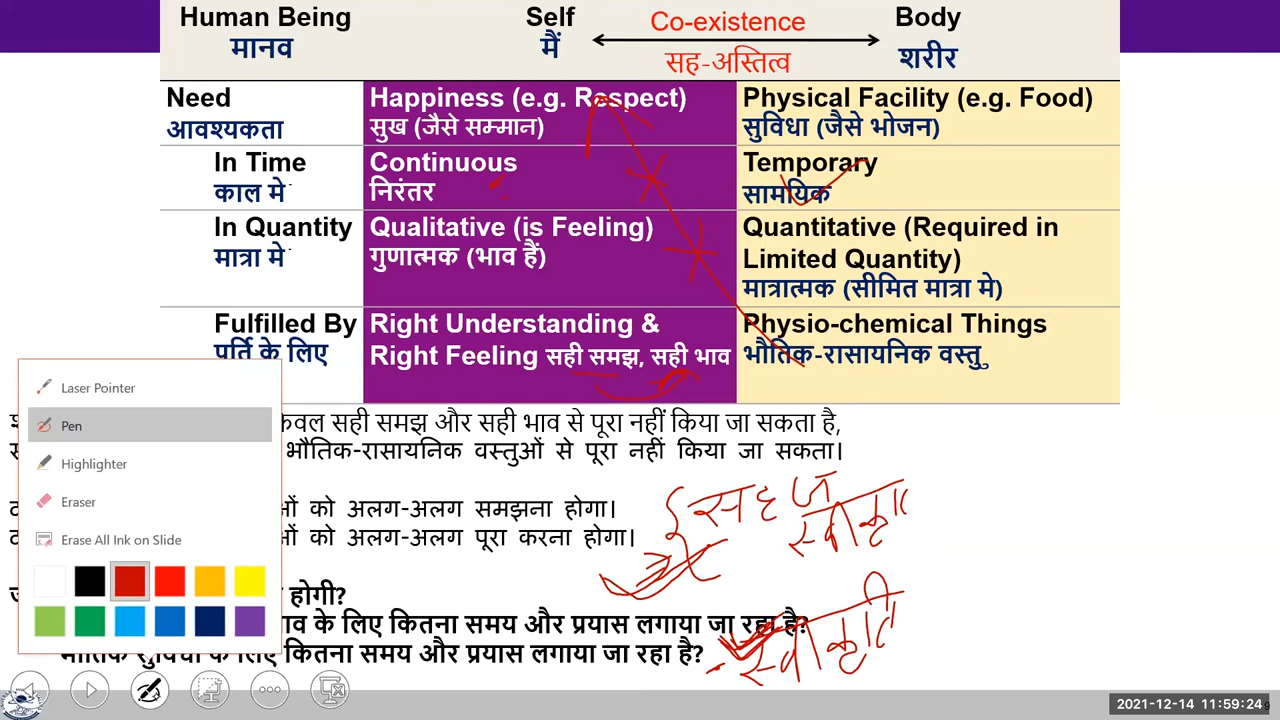 Human Being Self Co-existence Body
मानव मैं सह-अस्तित्व शरीर
Need Happiness (e.g. Respect) Physical Facility (e.g. Food)
आवश्यकता सुख (जैसे सम्मान) सुविधा (जैसे भोजन)
In Time Continuous Temporary
काल मे निरंतर सामयिक
In Quantity Qualitative (is Feeling) Quantitative (Required in
मात्रा मे गुणात्मक (भाव हैं) Limited Quantity)
मात्रात्मक (सीमित मात्रा मे)
Fulfilled By Right Understanding & Physio-chemical Things
पूर्ति के लिए Right Feeling सही समझ, सही भाव भौतिक-रासायनिक वस्तु
Laser Pointer
Pen
Highlighter
Eraser
Erase All Ink on Slide
केवल सही समझ और सही भाव से पूरा नहीं किया जा सकता है,
भौतिक-रासायनिक वस्तुओं से पूरा नहीं किया जा सकता।
को अलग-अलग समझना होगा।
को अलग-अलग पूरा करना होगा।
सहज
होगी?
के लिए कितना समय और प्रयास लगाया जा रहा है?
के लिए कितना समय और प्रयास लगाया जा रहा है?
स्वीकृति
2021-12-14 11:59:24